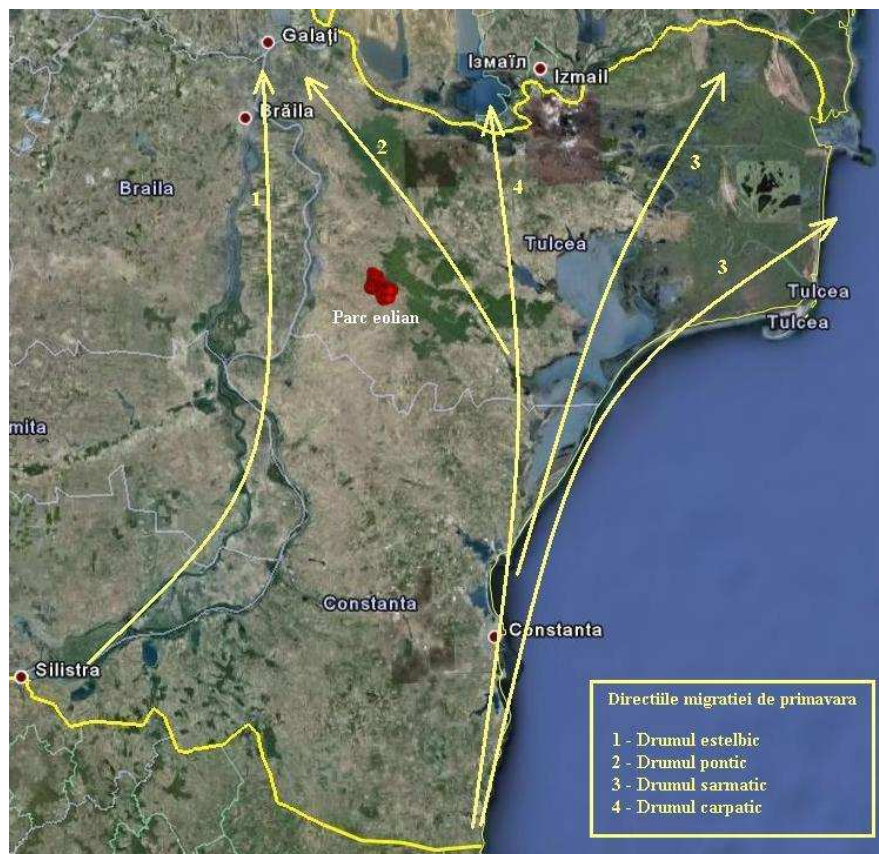 Galați
Ізмаїл
Izmail
Brăila
2
3
4
Braila
1
Tulcea
3
Tulcea
Parc eolian
Tulcea
mita
Constanta
Constanta
Silistra
Directiile migratiei de primavara
1 - Drumul estelbic
2 - Drumul pontic
3 - Drumul sarmatic
4 - Drumul carpatic